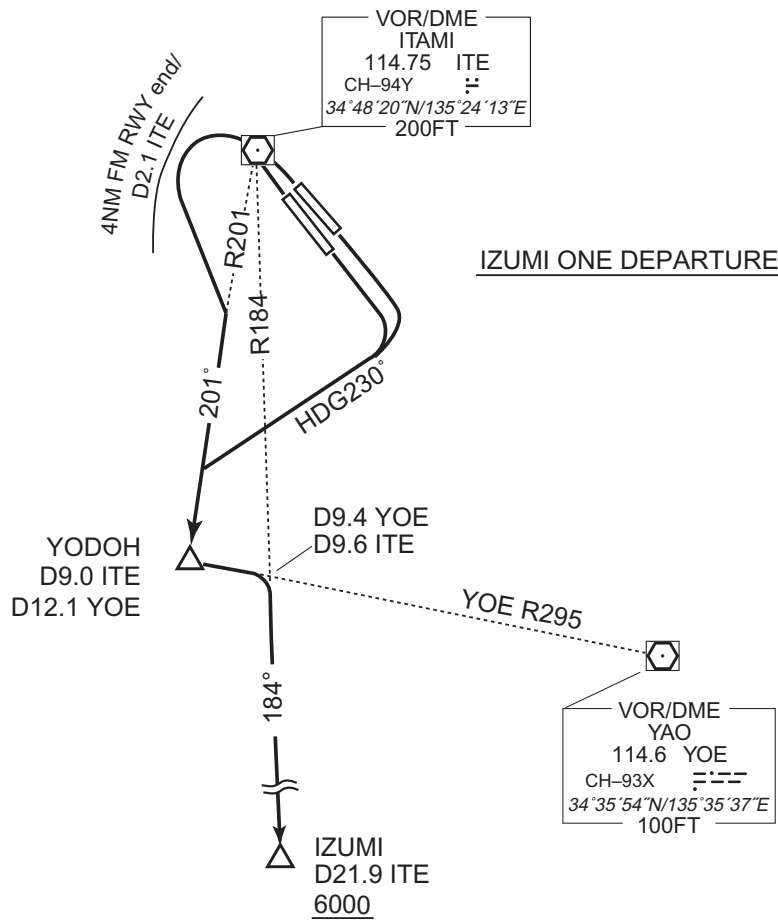 VOR/DME
ITAMI
114.75 ITE
CH–94Y
34°48´20˝N/135°24´13˝E
200FT
4NM FM RWY end/
D2.1 ITE
R201
R184
IZUMI ONE DEPARTURE
201°
HDG230°
D9.4 YOE
D9.6 ITE
YODOH
D9.0 ITE
D12.1 YOE
YOE R295
184°
VOR/DME
YAO
114.6 YOE
CH–93X
34°35´54˝N/135°35´37˝E
100FT
IZUMI
D21.9 ITE
6000